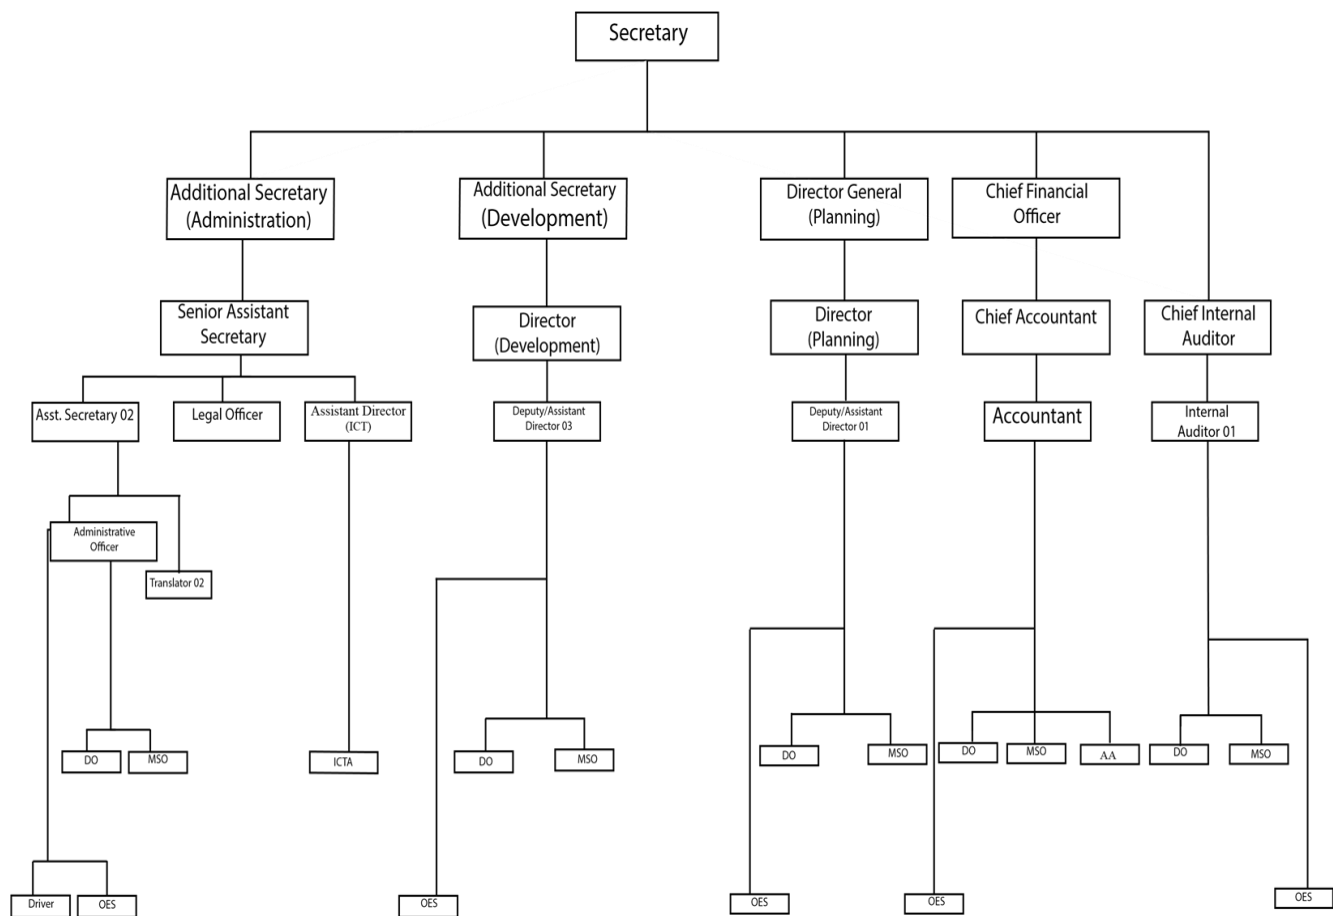 Secretary
Additional Secretary
(Administration)
Additional Secretary
(Development)
Director General
(Planning)
Chief Financial
Officer
Senior Assistant
Secretary
Director
(Development)
Director
(Planning)
Chief Accountant
Chief Internal
Auditor
Asst. Secretary 02
Legal Officer
Assistant Director
(ICT)
Deputy/Assistant
Director 03
Deputy/Assistant
Director 01
Accountant
Internal
Auditor 01
Administrative
Officer
Translator 02
DO
MSO
ICTA
DO
MSO
DO
MSO
DO
MSO
AA
DO
MSO
Driver
OES
OES
OES
OES
OES